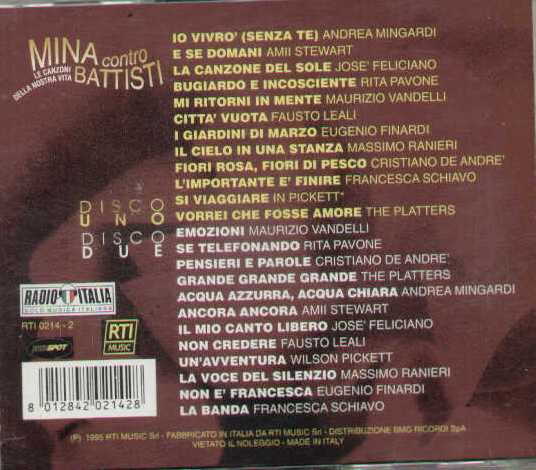 MINA contro
BATTISTI
LE CANZONI
DELLA NOSTRA VITA
IO VIVRO' (SENZA TE) ANDREA MINGARDI
E SE DOMANI AMII STEWART
LA CANZONE DEL SOLE JOSE' FELICIANO
BUGIARDO E INCOSCIENTE RITA PAVONE
MI RITORNI IN MENTE MAURIZIO VANDELLI
CITTA' VUOTA FAUSTO LEALI
I GIARDINI DI MARZO EUGENIO FINARDI
IL CIELO IN UNA STANZA MASSIMO RANIERI
FIORI ROSA, FIORI DI PESCO CRISTIANO DE ANDRE'
L'IMPORTANTE E' FINIRE FRANCESCA SCHIAVO
SI VIAGGIARE IN PICKETT*
VORREI CHE FOSSE AMORE THE PLATTERS
DISCO
UNO
DISCO
DUE
EMOZIONI MAURIZIO VANDELLI
SE TELEFONANDO RITA PAVONE
PENSIERI E PAROLE CRISTIANO DE ANDRE'
GRANDE GRANDE GRANDE THE PLATTERS
ACQUA AZZURRA, ACQUA CHIARA ANDREA MINGARDI
ANCORA ANCORA AMII STEWART
IL MIO CANTO LIBERO JOSE' FELICIANO
NON CREDERE FAUSTO LEALI
UN'AVVENTURA WILSON PICKETT
LA VOCE DEL SILENZIO MASSIMO RANIERI
NON E' FRANCESCA EUGENIO FINARDI
LA BANDA FRANCESCA SCHIAVO
RADIO ITALIA
SOLO MUSICA ITALIANA
RTI 0214 - 2
SPOT
RTI
MUSIC
8 012842 021428
(P) 1995 RTI MUSIC Srl - FABBRICATO IN ITALIA DA RTI MUSIC Srl - DISTRIBUZIONE BMG RICORDI SpA
VIETATO IL NOLEGGIO - MADE IN ITALY